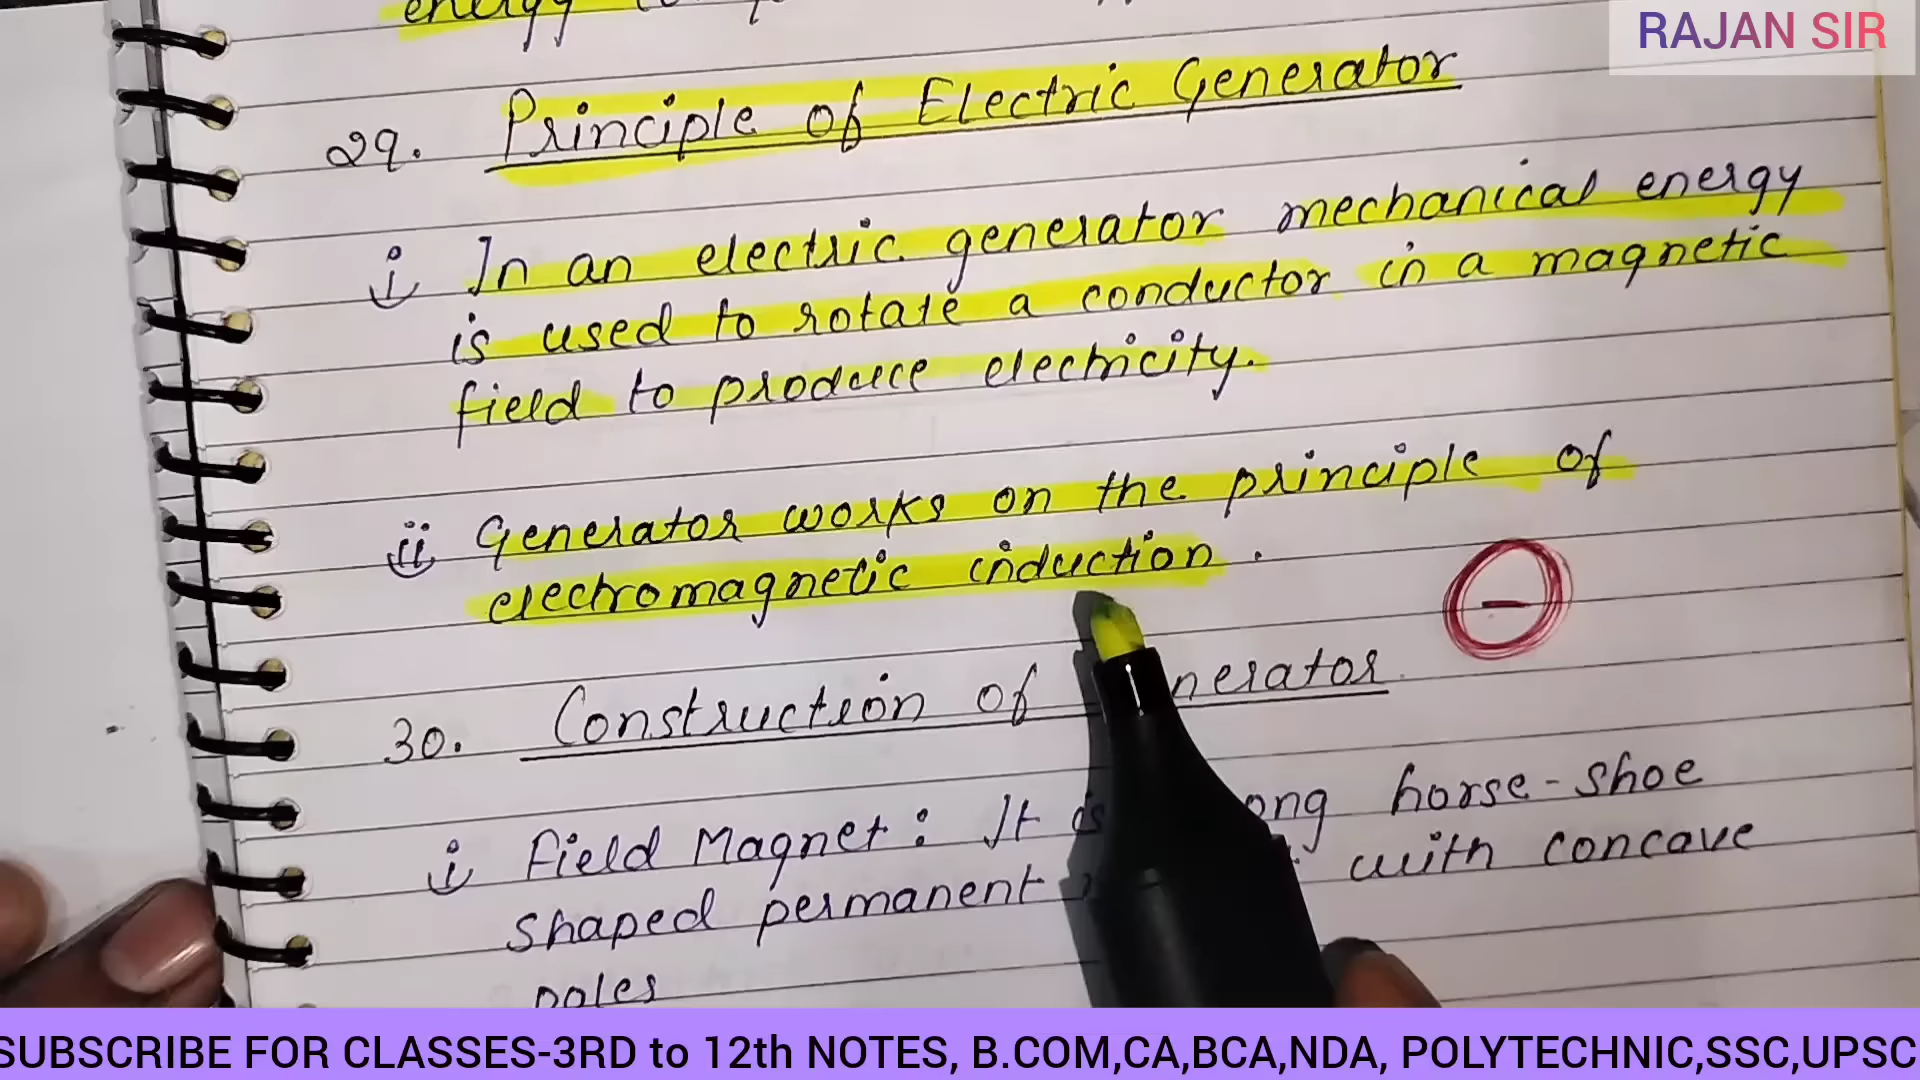 energy
RAJAN SIR
29. Principle of Electric Generator
i In an electric generator mechanical energy
is used to rotate a conductor in a magnetic
field to produce electricity.
ii Generator works on the principle of
electromagnetic induction.
30. Construction of nerator
i Field Magnet: It is ong horse-shoe
shaped permanent with concave
poles
SUBSCRIBE FOR CLASSES-3RD to 12th NOTES, B.COM,CA,BCA,NDA, POLYTECHNIC,SSC,UPSC